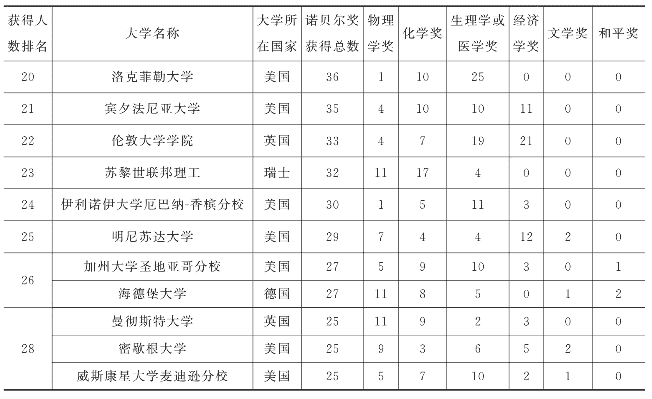 获得人数排名 大学名称 大学所在国家 诺贝尔奖获得总数 物理学奖 化学奖 生理学或医学奖 经济学奖 文学奖 和平奖
20 洛克菲勒大学 美国 36 1 10 25 0 0 0
21 宾夕法尼亚大学 美国 35 4 10 10 11 0 0
22 伦敦大学学院 英国 33 4 7 19 21 0 0
23 苏黎世联邦理工 瑞士 32 11 17 4 0 0 0
24 伊利诺伊大学厄巴纳-香槟分校 美国 30 1 5 11 3 0 0
25 明尼苏达大学 美国 29 7 4 4 12 2 0
26 加州大学圣地亚哥分校 美国 27 5 9 10 3 0 1
海德堡大学 德国 27 11 8 5 0 1 2
28 曼彻斯特大学 英国 25 11 9 2 3 0 0
密歇根大学 美国 25 9 3 6 5 2 0
威斯康星大学麦迪逊分校 美国 25 5 7 10 2 1 0